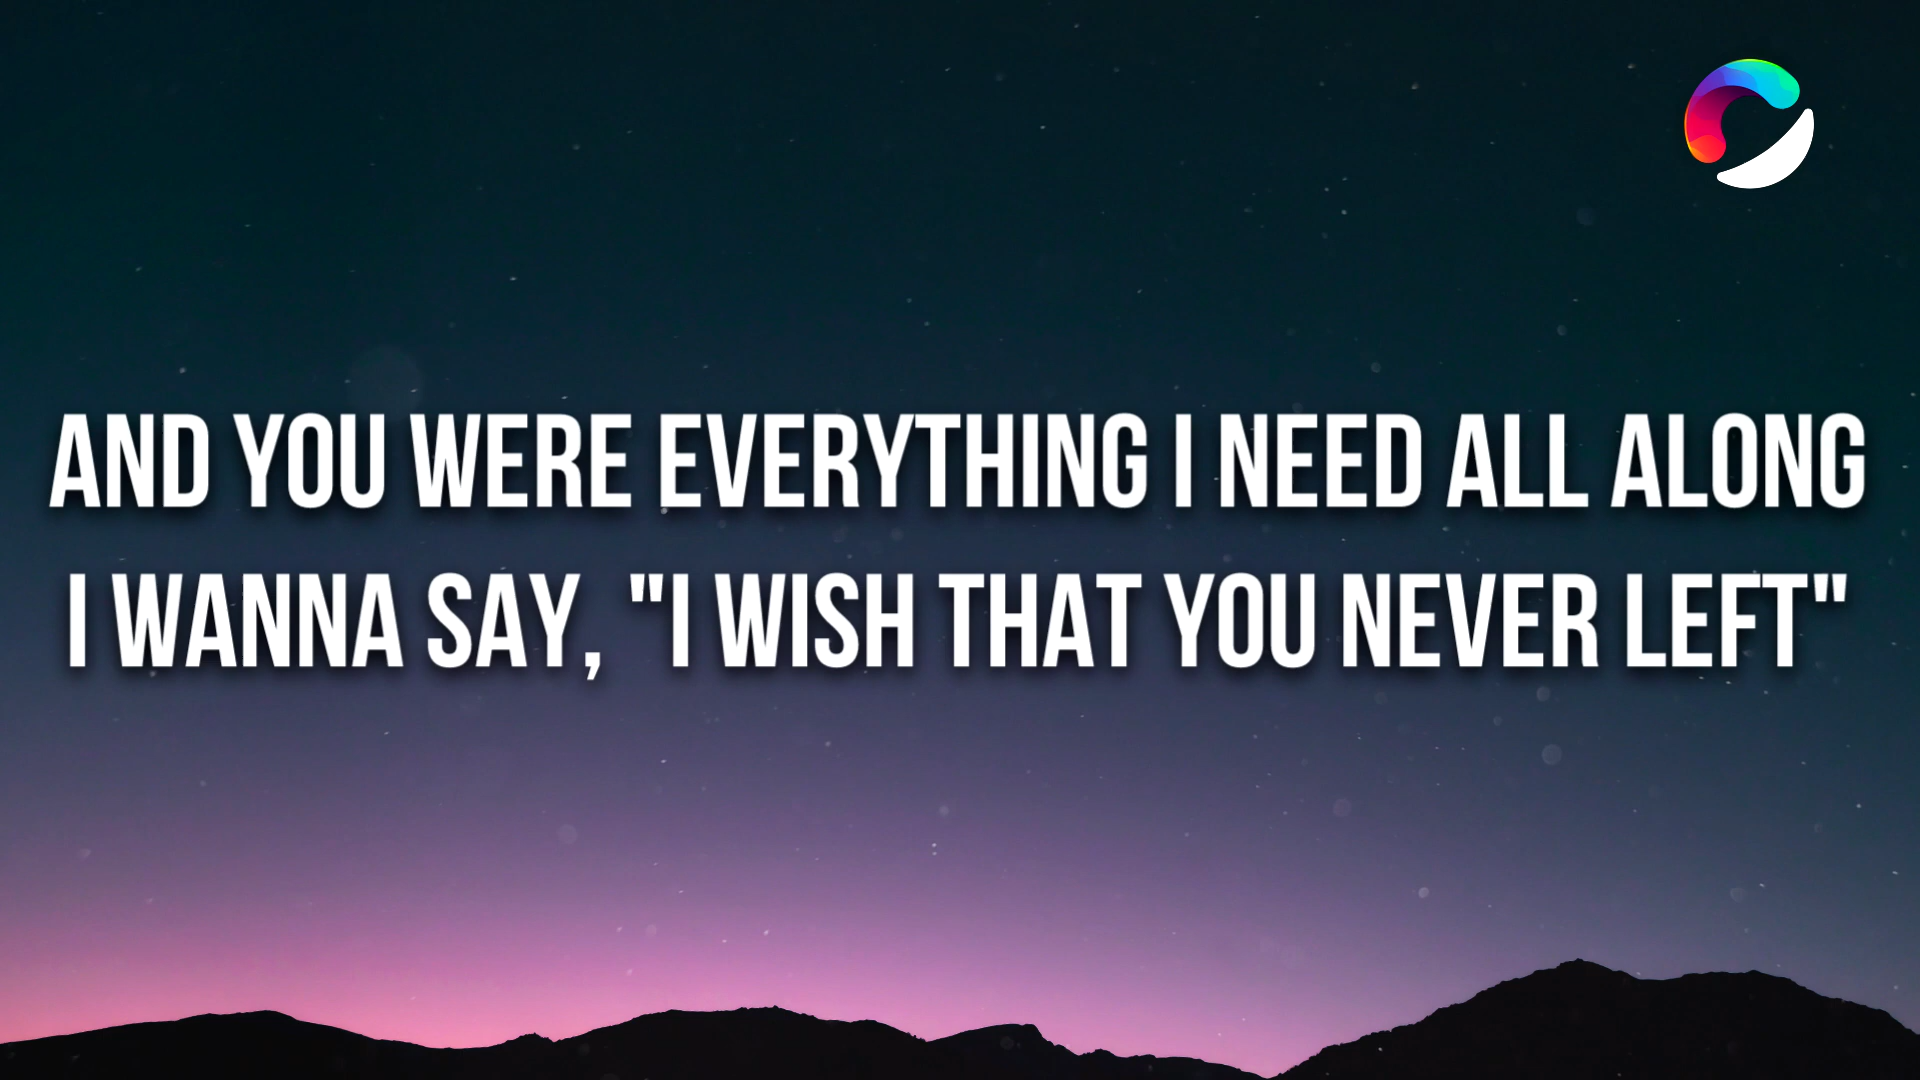 AND YOU WERE EVERYTHING I NEED ALL ALONG
I WANNA SAY, "I WISH THAT YOU NEVER LEFT"